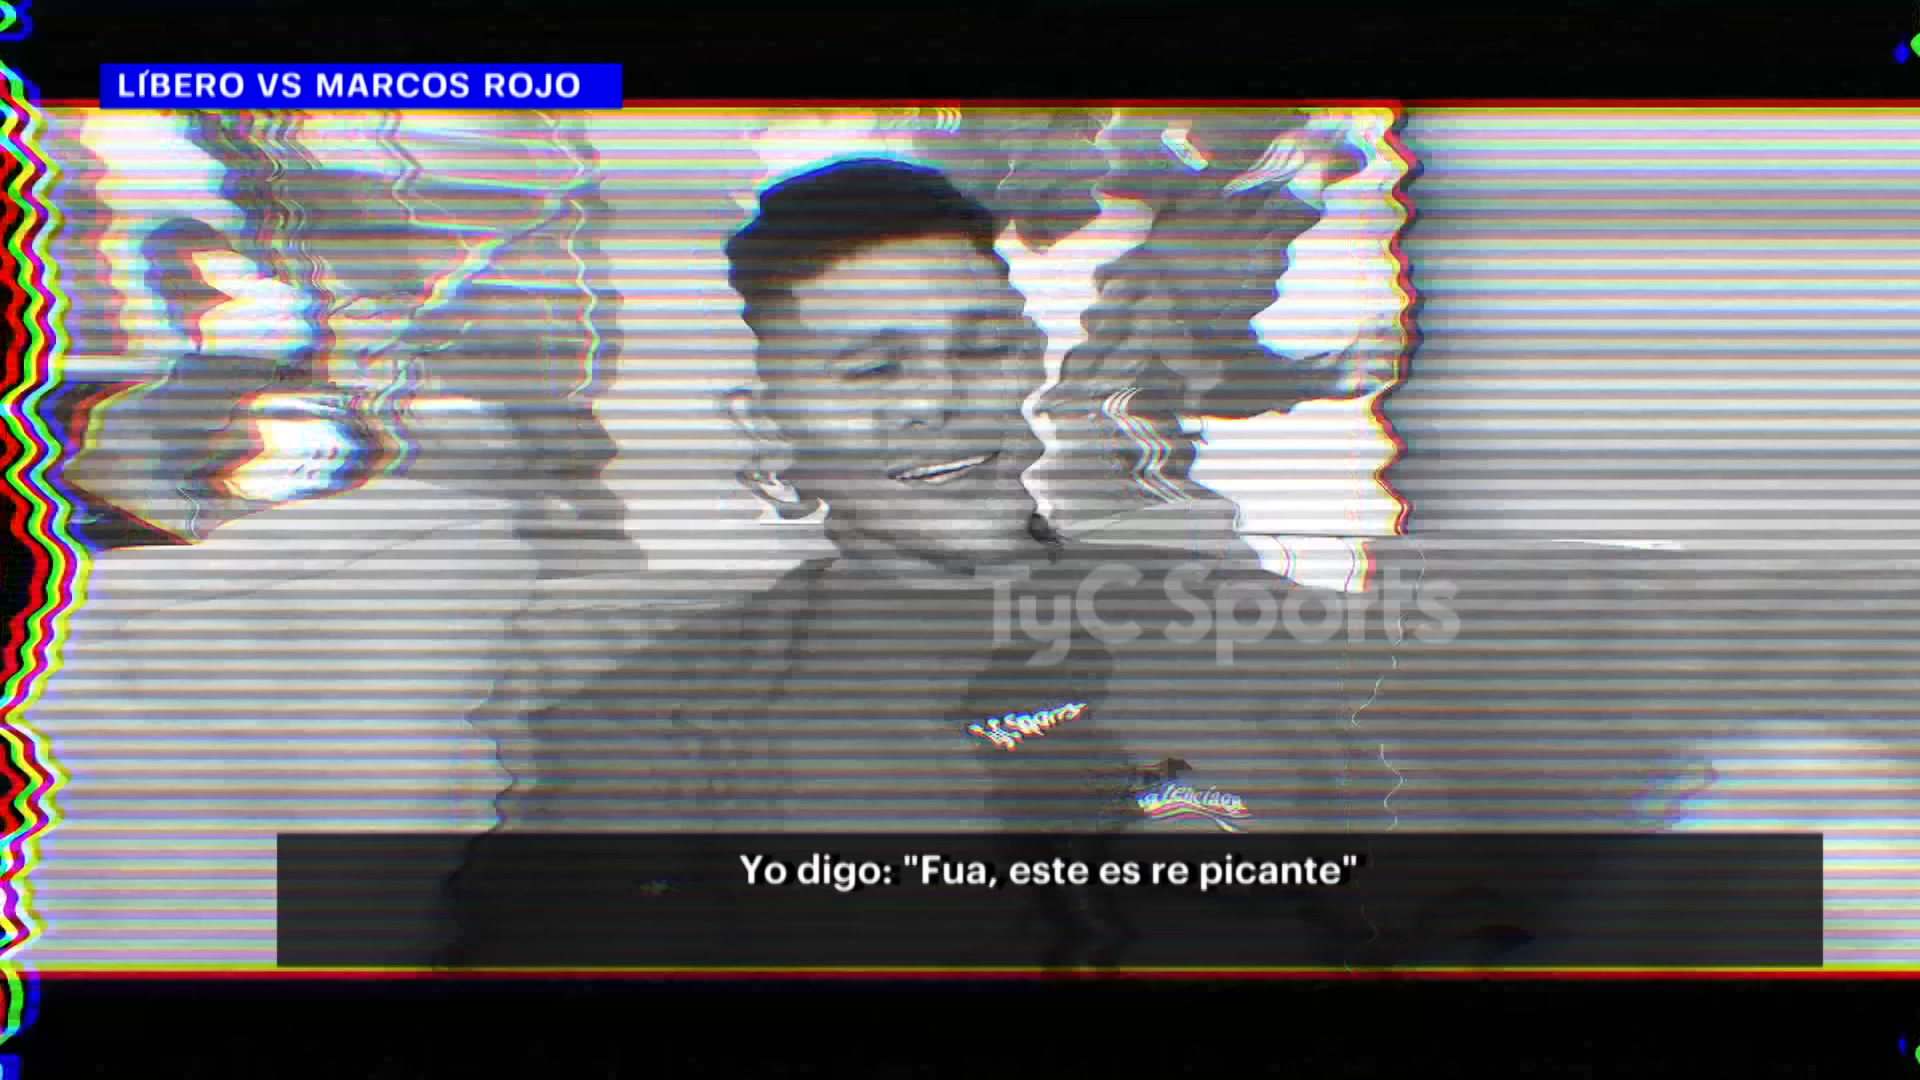 LÍBERO VS MARCOS ROJO
TyC Sports
Yo digo: "Fua, este es re picante"